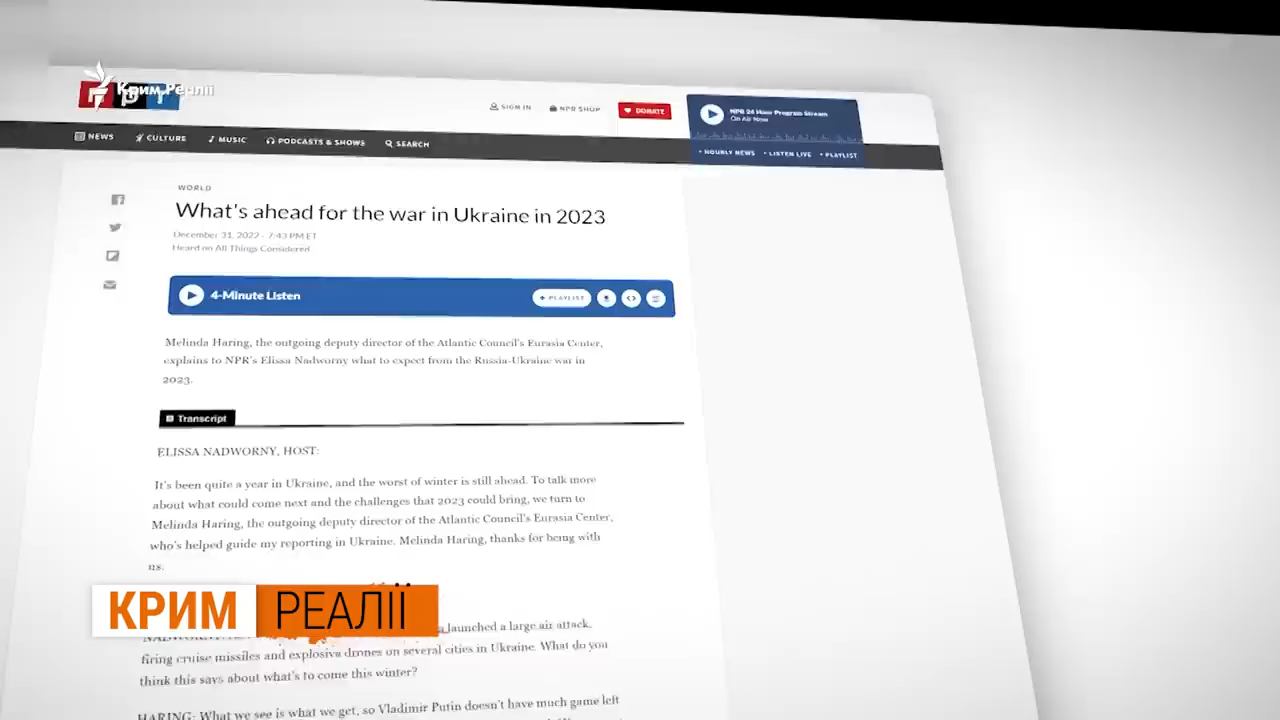 npr
Крим.Реалії
SIGN IN
NPR SHOP
DONATE
NPR 24 Hour Program Stream
On Air Now
NEWS
CULTURE
MUSIC
PODCASTS & SHOWS
SEARCH
• HOURLY NEWS
• LISTEN LIVE
• PLAYLIST
WORLD
What's ahead for the war in Ukraine in 2023
December 31, 2022 · 7:43 PM ET
Heard on All Things Considered
4-Minute Listen
+ PLAYLIST
Melinda Haring, the outgoing deputy director of the Atlantic Council's Eurasia Center,
explains to NPR's Elissa Nadworny what to expect from the Russia-Ukraine war in
2023.
Transcript
ELISSA NADWORNY, HOST:
It's been quite a year in Ukraine, and the worst of winter is still ahead. To talk more
about what could come next and the challenges that 2023 could bring, we turn to
Melinda Haring, the outgoing deputy director of the Atlantic Council's Eurasia Center,
who's helped guide my reporting in Ukraine. Melinda Haring, thanks for being with
us.
КРИМ РЕАЛІЇ
launched a large air attack,
firing cruise missiles and explosive drones on several cities in Ukraine. What do you
think this says about what's to come this winter?
HARING: What we see is what we get, so Vladimir Putin doesn't have much game left